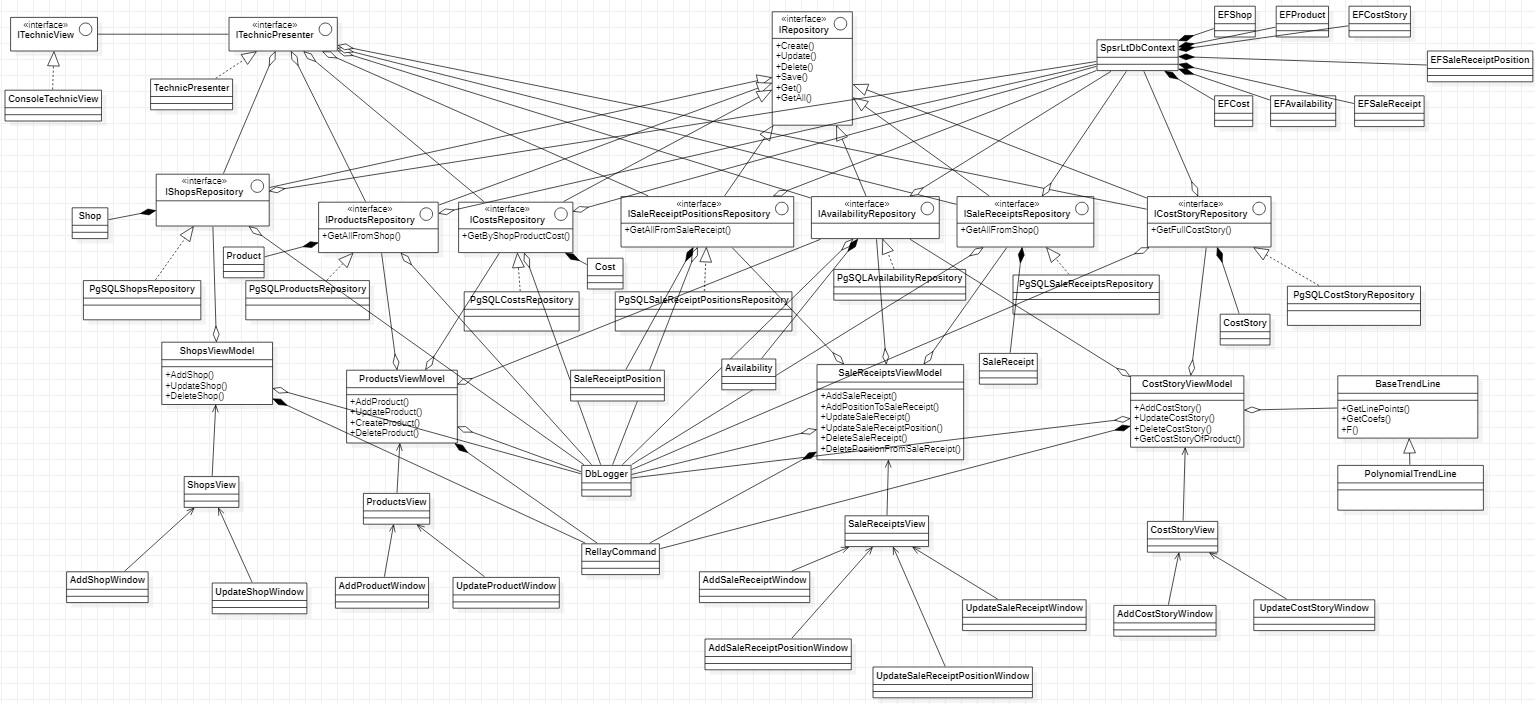 «interface»
ITechnicView
«interface»
ITechnicPresenter
«interface»
IRepository
+Create()
+Update()
+Delete()
+Save()
+Get()
+GetAll()
EFShop
EFProduct
EFCostStory
SpsrLtDbContext
EFSaleReceiptPosition
TechnicPresenter
ConsoleTechnicView
EFCost
EFAvailability
EFSaleReceipt
«interface»
IShopsRepository
«interface»
IProductsRepository
+GetAllFromShop()
«interface»
ICostsRepository
+GetByShopProductCost()
«interface»
ISaleReceiptPositionsRepository
+GetAllFromSaleReceipt()
«interface»
IAvailabilityRepository
«interface»
ISaleReceiptsRepository
+GetAllFromShop()
«interface»
ICostStoryRepository
+GetFullCostStory()
Shop
Product
Cost
PgSQLShopsRepository
PgSQLProductsRepository
PgSQLCostsRepository
PgSQLSaleReceiptPositionsRepository
PgSQLAvailabilityRepository
PgSQLSaleReceiptsRepository
PgSQLCostStoryRepository
CostStory
ShopsViewModel
+AddShop()
+UpdateShop()
+DeleteShop()
ProductsViewMovel
+AddProduct()
+UpdateProduct()
+CreateProduct()
+DeleteProduct()
SaleReceiptPosition
Availability
SaleReceiptsViewModel
+AddSaleReceipt()
+AddPositionToSaleReceipt()
+UpdateSaleReceipt()
+UpdateSaleReceiptPosition()
+DeleteSaleReceipt()
+DeletePositionFromSaleReceipt()
SaleReceipt
CostStoryViewModel
+AddCostStory()
+UpdateCostStory()
+DeleteCostStory()
+GetCostStoryOfProduct()
BaseTrendLine
+GetLinePoints()
+GetCoefs()
+F()
PolynomialTrendLine
DbLogger
ShopsView
ProductsView
SaleReceiptsView
CostStoryView
RellayCommand
AddShopWindow
UpdateShopWindow
AddProductWindow
UpdateProductWindow
AddSaleReceiptWindow
UpdateSaleReceiptWindow
AddCostStoryWindow
UpdateCostStoryWindow
AddSaleReceiptPositionWindow
UpdateSaleReceiptPositionWindow